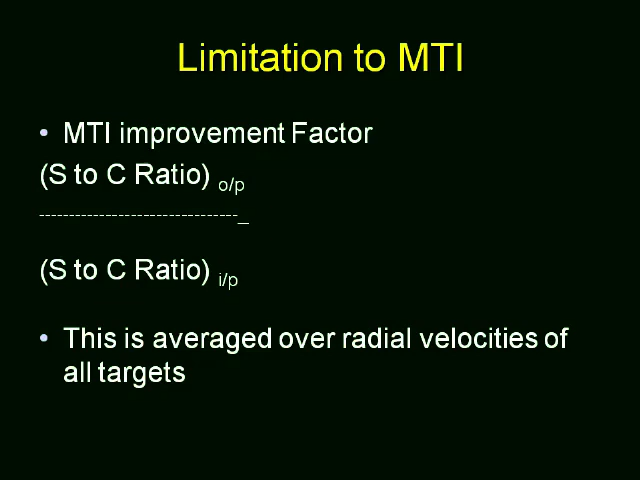 Limitation to MTI
• MTI improvement Factor
(S to C Ratio) o/p
---------------------------------_
(S to C Ratio) i/p
• This is averaged over radial velocities of
all targets